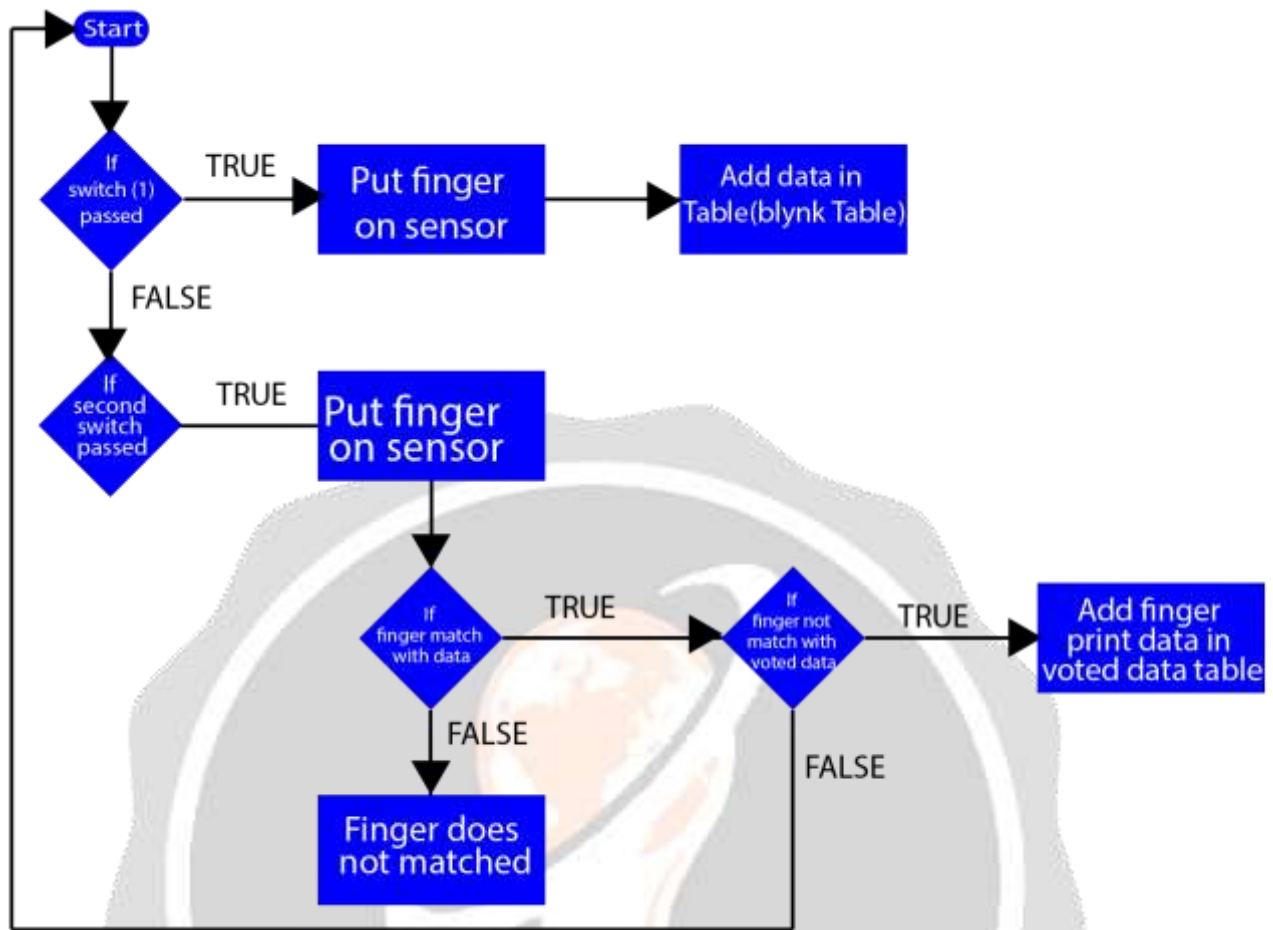 Start
If
switch (1)
passed
TRUE
Put finger
on sensor
Add data in
Table(blynk Table)
FALSE
If
second
switch
passed
TRUE
Put finger
on sensor
If
finger match
with data
TRUE
If
finger not
match with
voted data
TRUE
Add finger
print data in
voted data table
FALSE
Finger does
not matched
FALSE